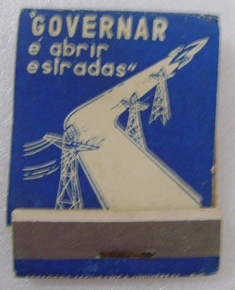 "GOVERNAR
é abrir
estradas"